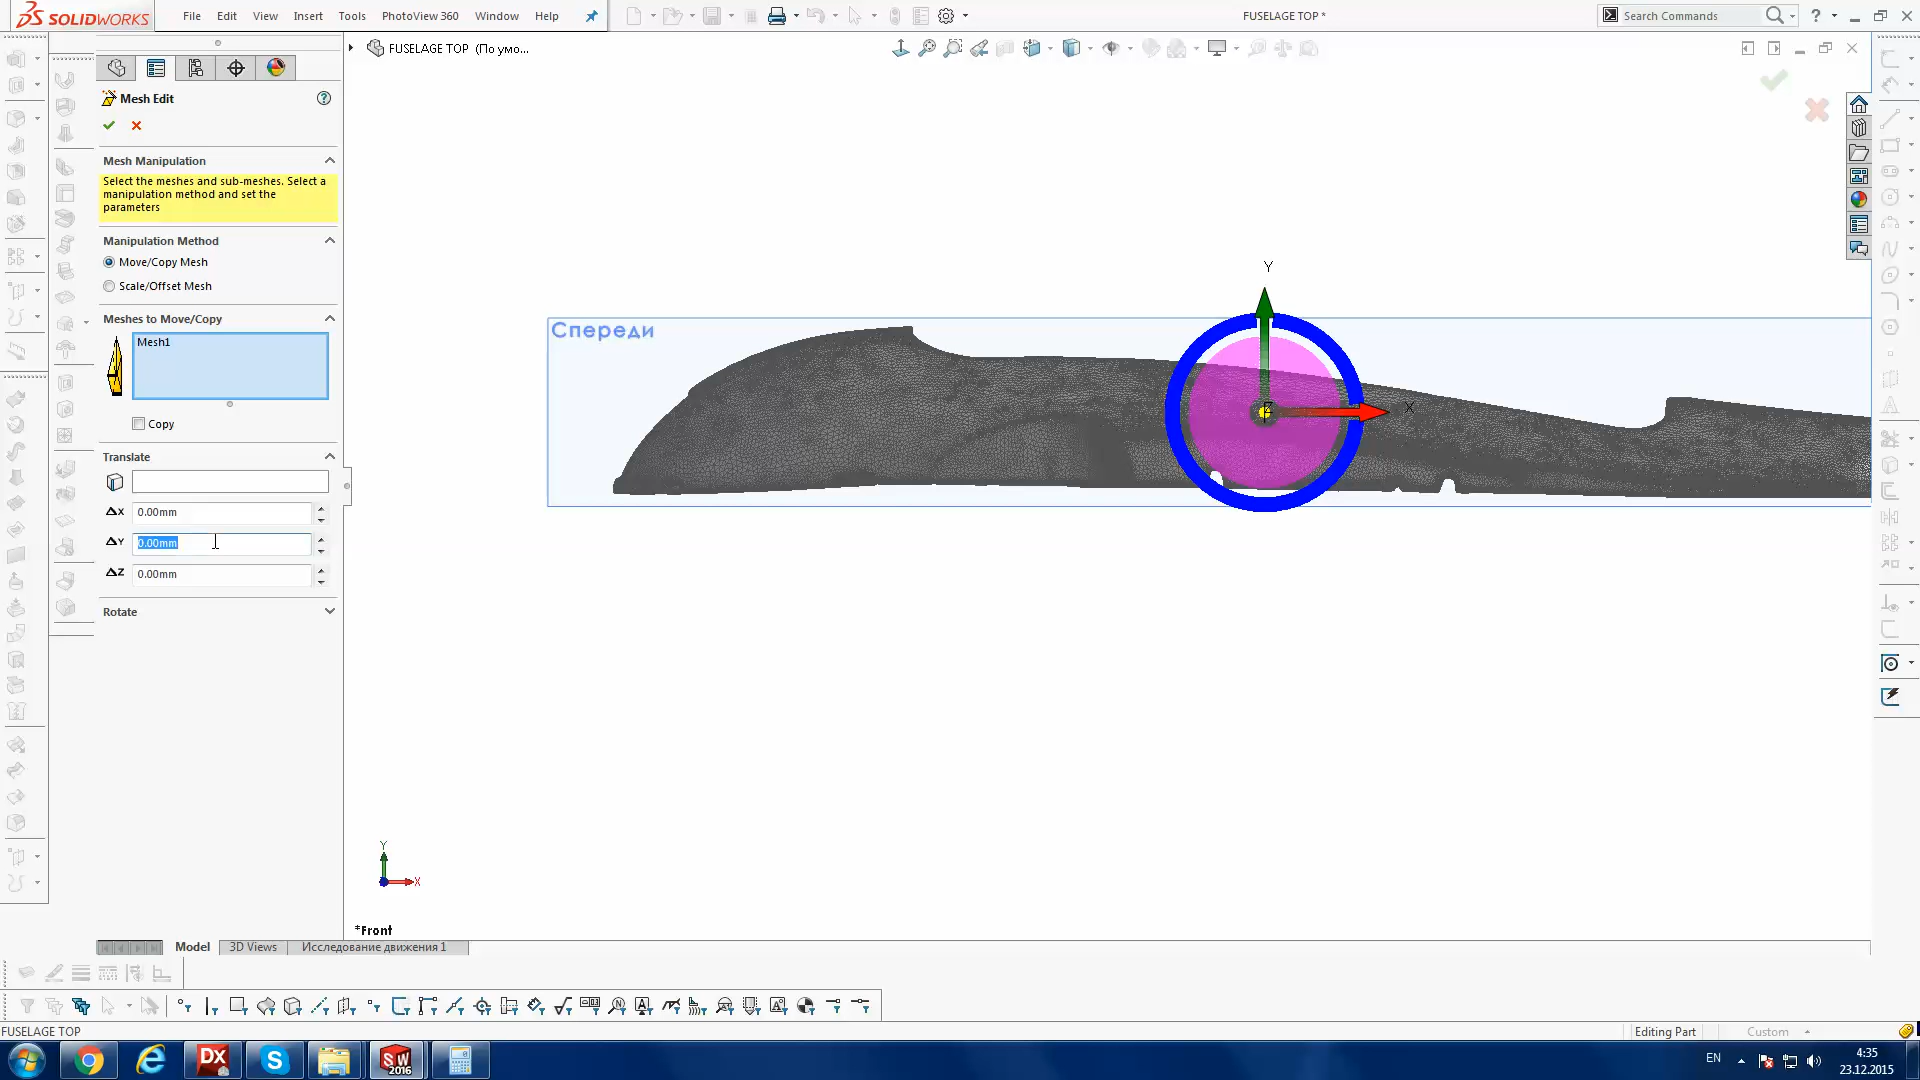 SOLIDWORKS
File Edit View Insert Tools PhotoView 360 Window Help
FUSELAGE TOP *
Search Commands
?
FUSELAGE TOP (По умо...
Mesh Edit
?
Mesh Manipulation
Select the meshes and sub-meshes. Select a
manipulation method and set the
parameters
Manipulation Method
Move/Copy Mesh
Scale/Offset Mesh
Meshes to Move/Copy
Mesh1
Copy
Translate
ΔX 0.00mm
ΔY 0.00mm
ΔZ 0.00mm
Rotate
Спереди
Y
X
Y
X
*Front
Model 3D Views Исследование движения 1
FUSELAGE TOP
Editing Part
Custom
DX
S
SW
2016
EN
4:35
23.12.2015